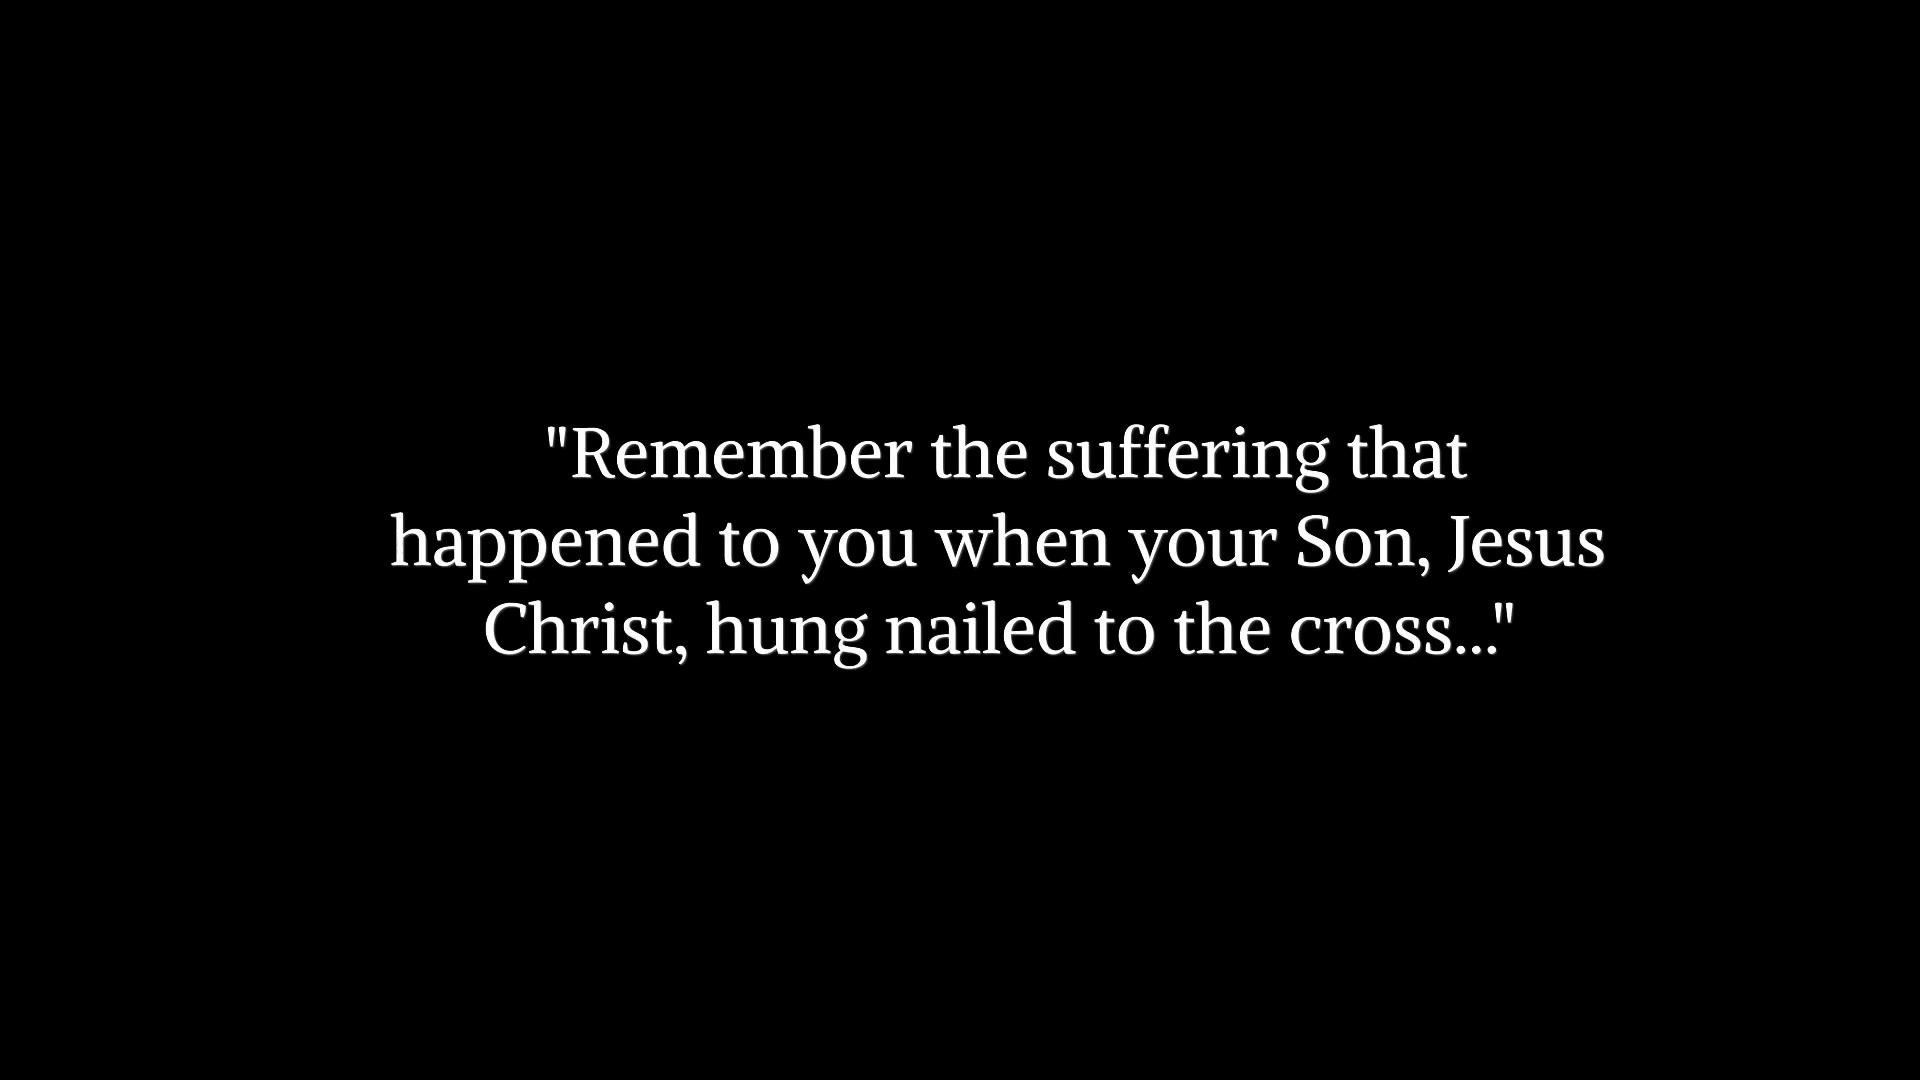 "Remember the suffering that
happened to you when your Son, Jesus
Christ, hung nailed to the cross..."